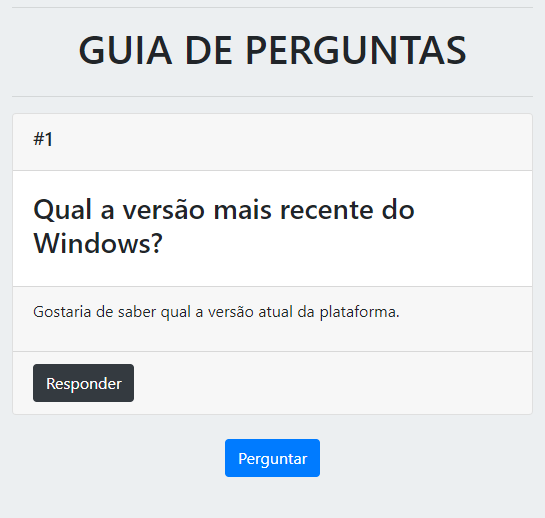 GUIA DE PERGUNTAS
#1
Qual a versão mais recente do
Windows?
Gostaria de saber qual a versão atual da plataforma.
Responder
Perguntar